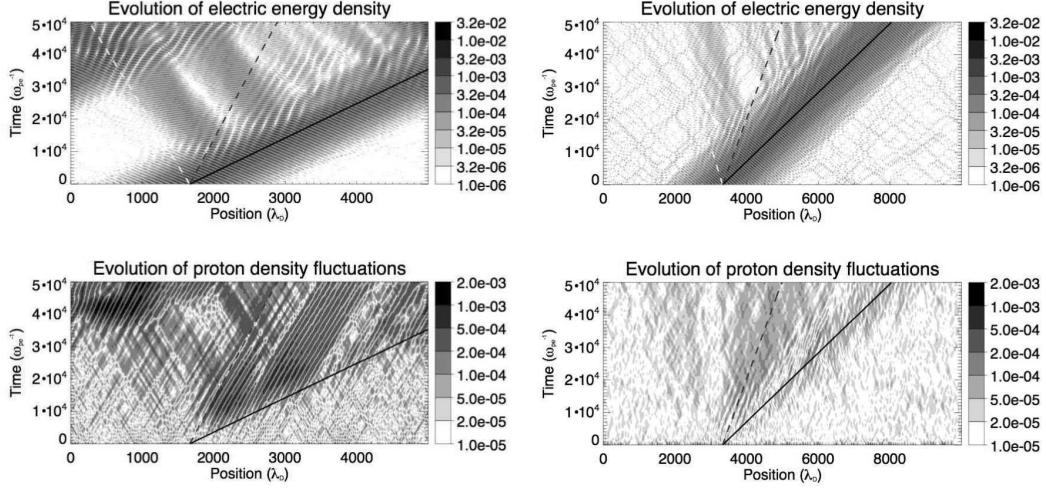 Evolution of electric energy density
5•10⁴
4•10⁴
3•10⁴
2•10⁴
1•10⁴
0
Time (ωpe⁻¹)
0 1000 2000 3000 4000
Position (λD)
3.2e-02
1.0e-02
3.2e-03
1.0e-03
3.2e-04
1.0e-04
3.2e-05
1.0e-05
3.2e-06
1.0e-06
Evolution of electric energy density
5•10⁴
4•10⁴
3•10⁴
2•10⁴
1•10⁴
0
Time (ωpe⁻¹)
0 2000 4000 6000 8000
Position (λD)
3.2e-02
1.0e-02
3.2e-03
1.0e-03
3.2e-04
1.0e-04
3.2e-05
1.0e-05
3.2e-06
1.0e-06
Evolution of proton density fluctuations
5•10⁴
4•10⁴
3•10⁴
2•10⁴
1•10⁴
0
Time (ωpe⁻¹)
0 1000 2000 3000 4000
Position (λD)
2.0e-03
1.0e-03
5.0e-04
2.0e-04
1.0e-04
5.0e-05
2.0e-05
1.0e-05
Evolution of proton density fluctuations
5•10⁴
4•10⁴
3•10⁴
2•10⁴
1•10⁴
0
Time (ωpe⁻¹)
0 2000 4000 6000 8000
Position (λD)
2.0e-03
1.0e-03
5.0e-04
2.0e-04
1.0e-04
5.0e-05
2.0e-05
1.0e-05